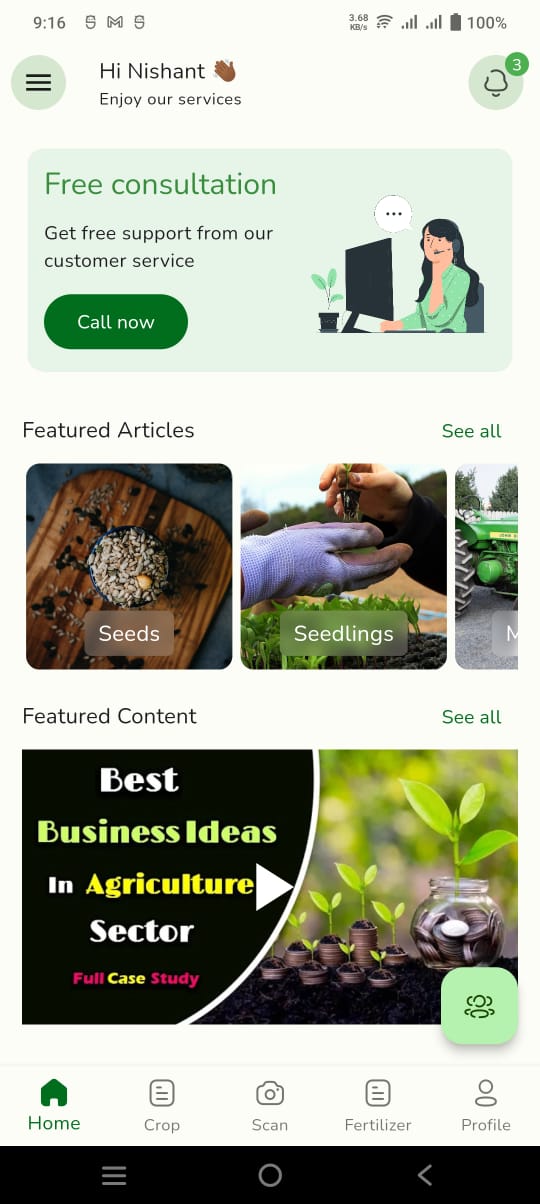 9:16
3.68
KB/s
100%
Hi Nishant 👋🏾
Enjoy our services
3
Free consultation
Get free support from our
customer service
Call now
Featured Articles
See all
Seeds
Seedlings
M
JOHN
Featured Content
See all
Best
Business Ideas
In Agriculture
Sector
Full Case Study
Home
Crop
Scan
Fertilizer
Profile